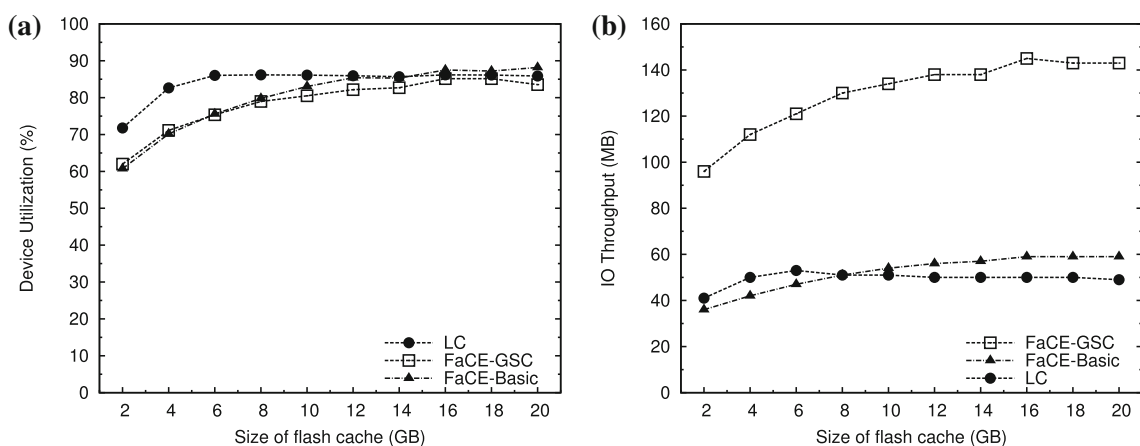 (a)
Device Utilization (%)
100
90
80
70
60
50
40
30
20
10
0
LC
FaCE-GSC
FaCE-Basic
2 4 6 8 10 12 14 16 18 20
Size of flash cache (GB)
(b)
IO Throughput (MB)
160
140
120
100
80
60
40
20
0
FaCE-GSC
FaCE-Basic
LC
2 4 6 8 10 12 14 16 18 20
Size of flash cache (GB)